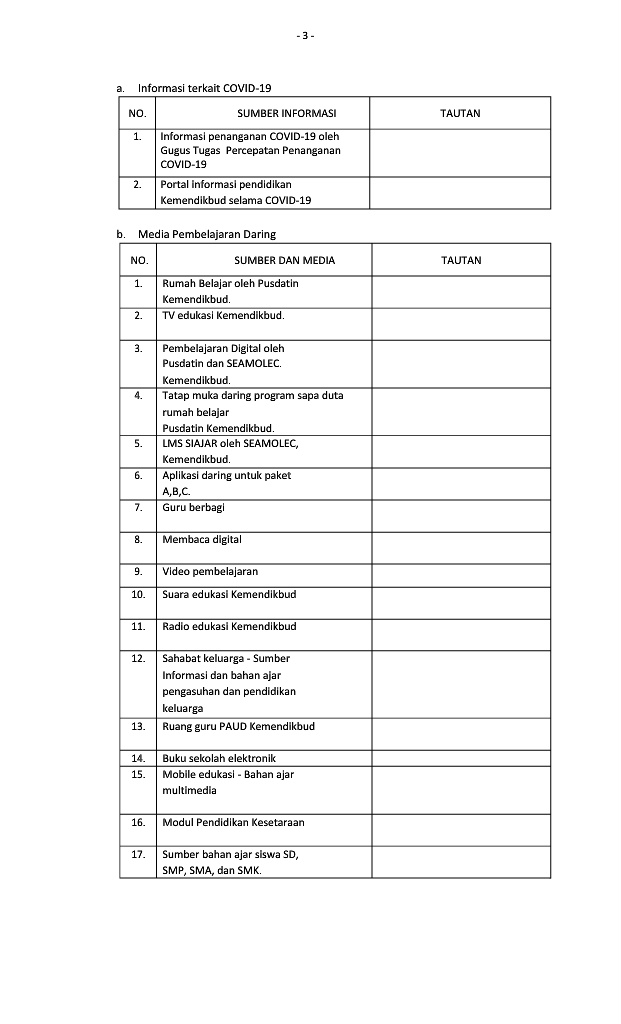 - 3 -
a. Informasi terkait COVID-19
NO. SUMBER INFORMASI TAUTAN
1. Informasi penanganan COVID-19 oleh
Gugus Tugas Percepatan Penanganan
COVID-19
2. Portal informasi pendidikan
Kemendikbud selama COVID-19
b. Media Pembelajaran Daring
NO. SUMBER DAN MEDIA TAUTAN
1. Rumah Belajar oleh Pusdatin
Kemendikbud.
2. TV edukasi Kemendikbud.
3. Pembelajaran Digital oleh
Pusdatin dan SEAMOLEC.
Kemendikbud.
4. Tatap muka daring program sapa duta
rumah belajar
Pusdatin Kemendikbud.
5. LMS SIAJAR oleh SEAMOLEC,
Kemendikbud.
6. Aplikasi daring untuk paket
A,B,C.
7. Guru berbagi
8. Membaca digital
9. Video pembelajaran
10. Suara edukasi Kemendikbud
11. Radio edukasi Kemendikbud
12. Sahabat keluarga - Sumber
Informasi dan bahan ajar
pengasuhan dan pendidikan
keluarga
13. Ruang guru PAUD Kemendikbud
14. Buku sekolah elektronik
15. Mobile edukasi - Bahan ajar
multimedia
16. Modul Pendidikan Kesetaraan
17. Sumber bahan ajar siswa SD,
SMP, SMA, dan SMK.